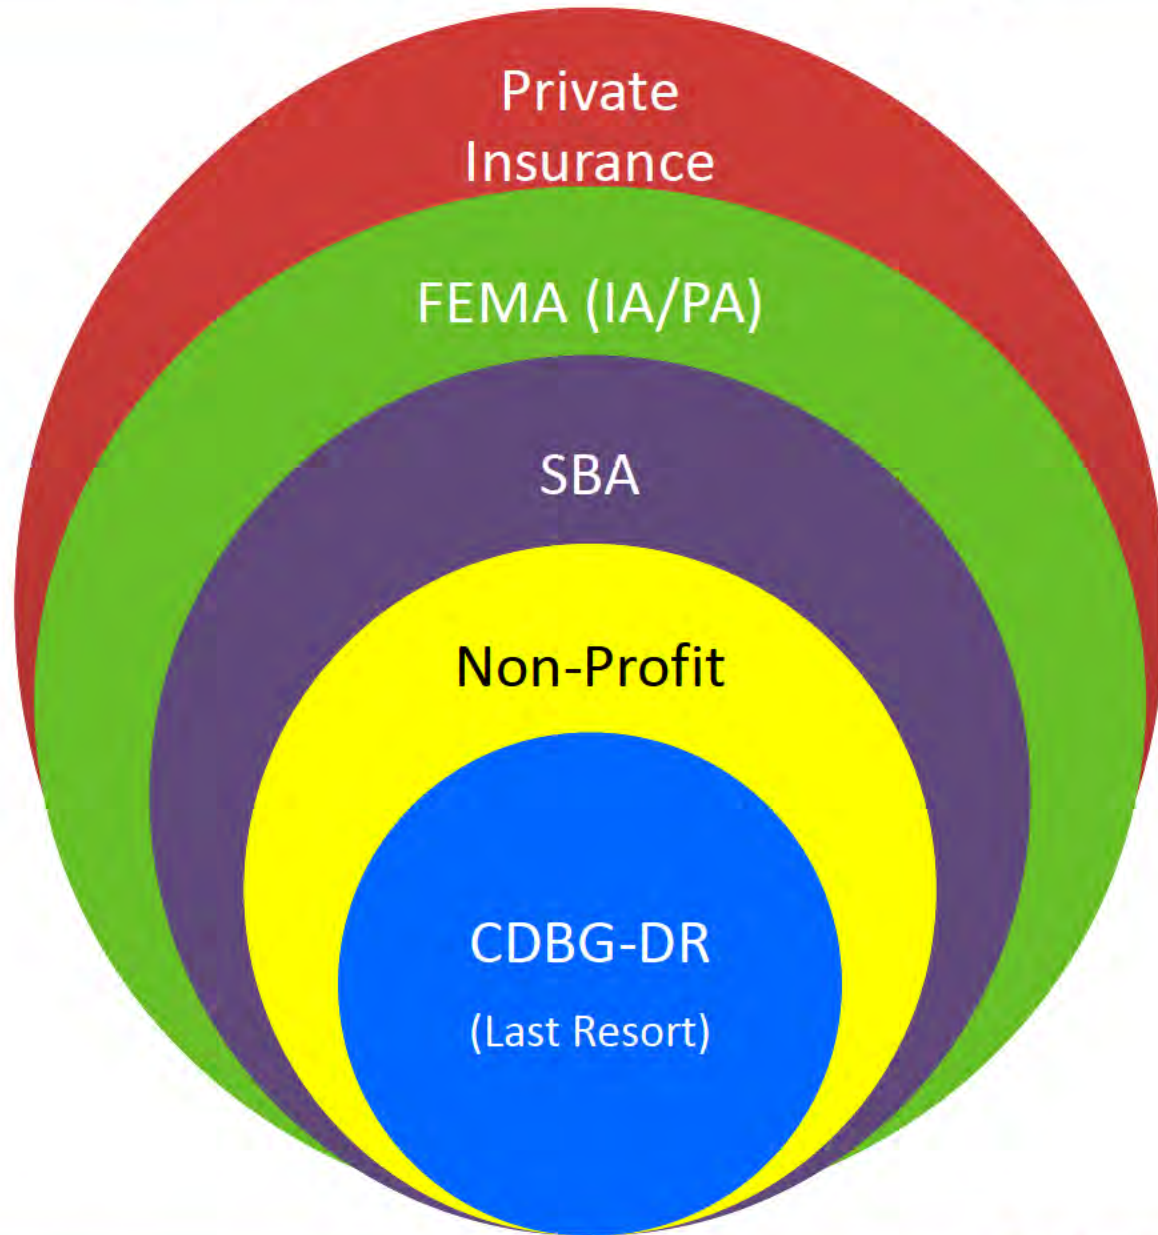 Private
Insurance
FEMA (IA/PA)
SBA
Non-Profit
CDBG-DR
(Last Resort)